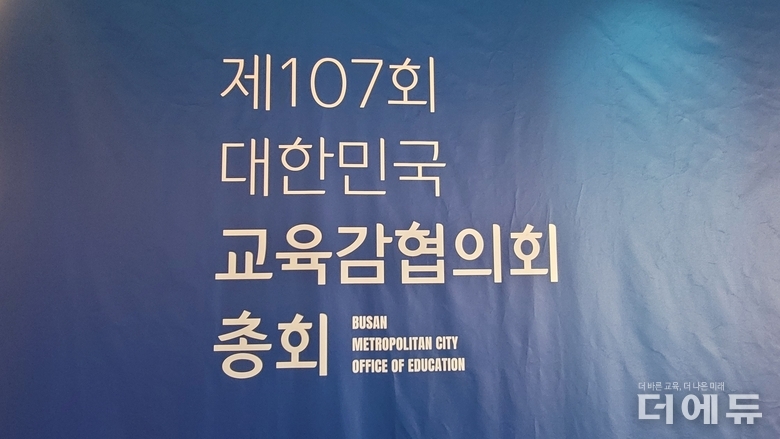 제107회
대한민국
교육감협의회
총회
BUSAN
METROPOLITAN CITY
OFFICE OF EDUCATION
더 바른 교육, 더 나은 미래
더에듀